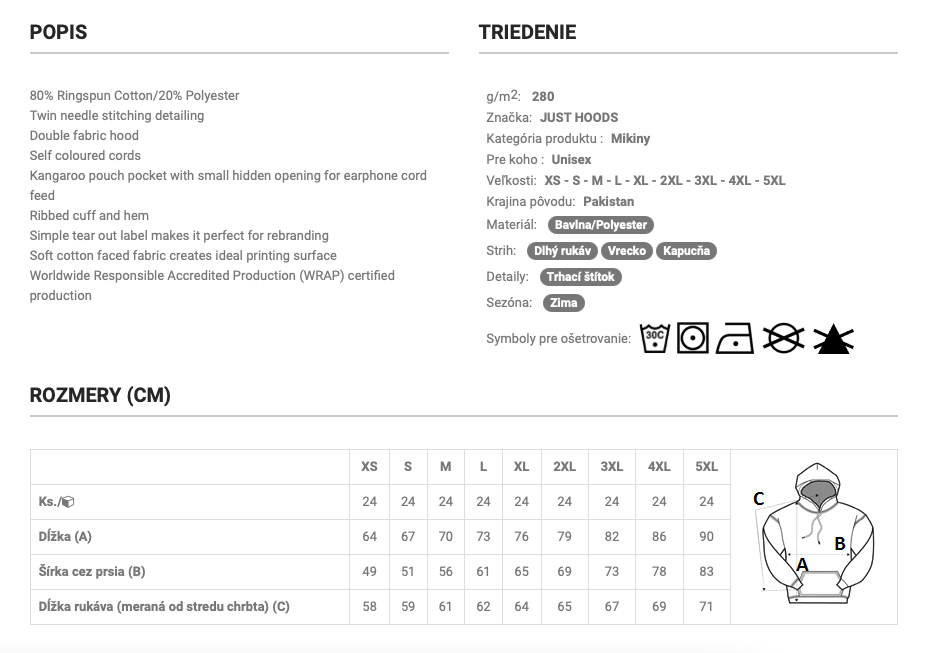 POPIS
80% Ringspun Cotton/20% Polyester
Twin needle stitching detailing
Double fabric hood
Self coloured cords
Kangaroo pouch pocket with small hidden opening for earphone cord
feed
Ribbed cuff and hem
Simple tear out label makes it perfect for rebranding
Soft cotton faced fabric creates ideal printing surface
Worldwide Responsible Accredited Production (WRAP) certified
production
TRIEDENIE
g/m2: 280
Značka: JUST HOODS
Kategória produktu : Mikiny
Pre koho : Unisex
Veľkosti: XS - S - M - L - XL - 2XL - 3XL - 4XL - 5XL
Krajina pôvodu: Pakistan
Materiál: Bavlna/Polyester
Strih: Dlhý rukáv Vrecko Kapucňa
Detaily: Trhací štítok
Sezóna: Zima
Symboly pre ošetrovanie: 30C
ROZMERY (CM)
XS S M L XL 2XL 3XL 4XL 5XL
Ks./ 24 24 24 24 24 24 24 24 24
Dĺžka (A) 64 67 70 73 76 79 82 86 90
Šírka cez prsia (B) 49 51 56 61 65 69 73 78 83
Dĺžka rukáva (meraná od stredu chrbta) (C) 58 59 61 62 64 65 67 69 71
C
B
A